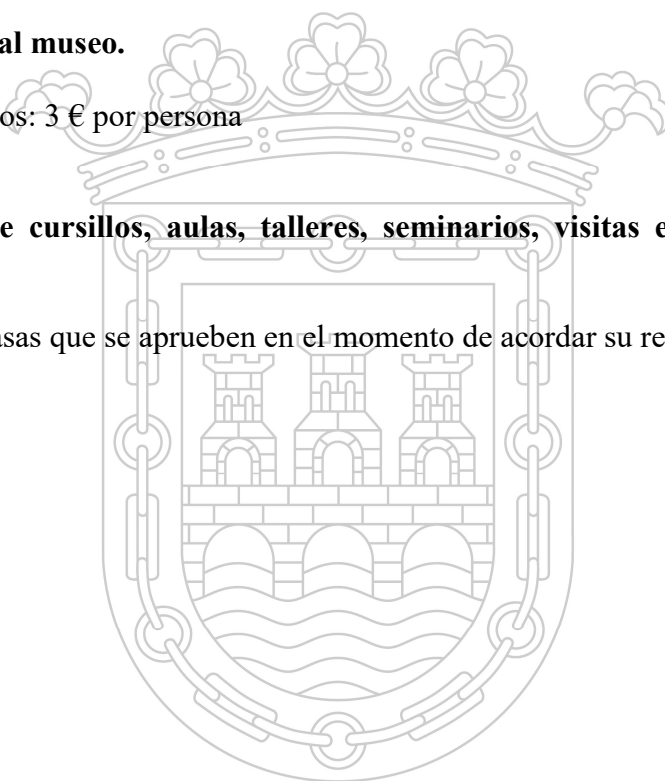 al museo.
os: 3 € por persona
e cursillos, aulas, talleres, seminarios, visitas e
asas que se aprueben en el momento de acordar su re